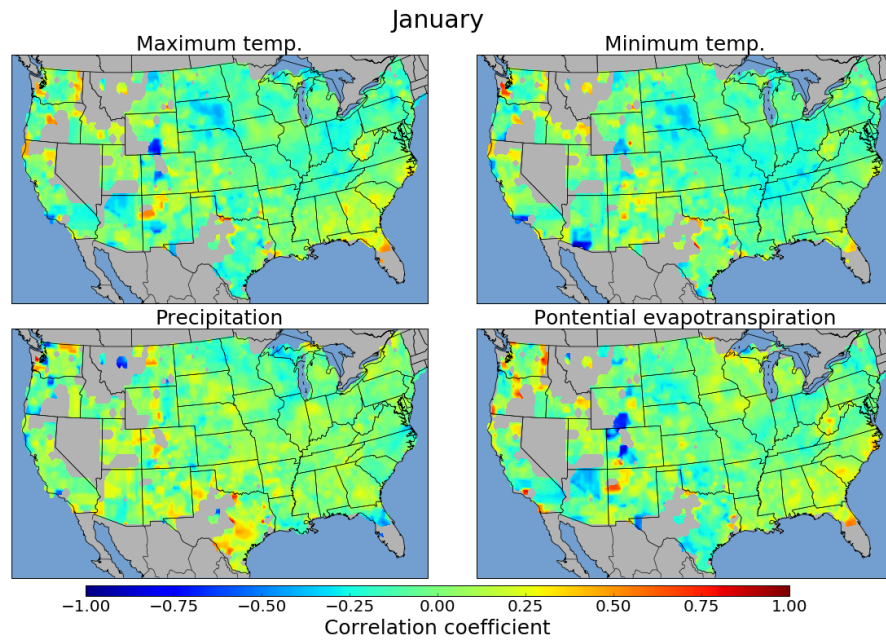 January
Maximum temp.
Minimum temp.
Precipitation
Pontential evapotranspiration
−1.00 −0.75 −0.50 −0.25 0.00 0.25 0.50 0.75 1.00
Correlation coefficient